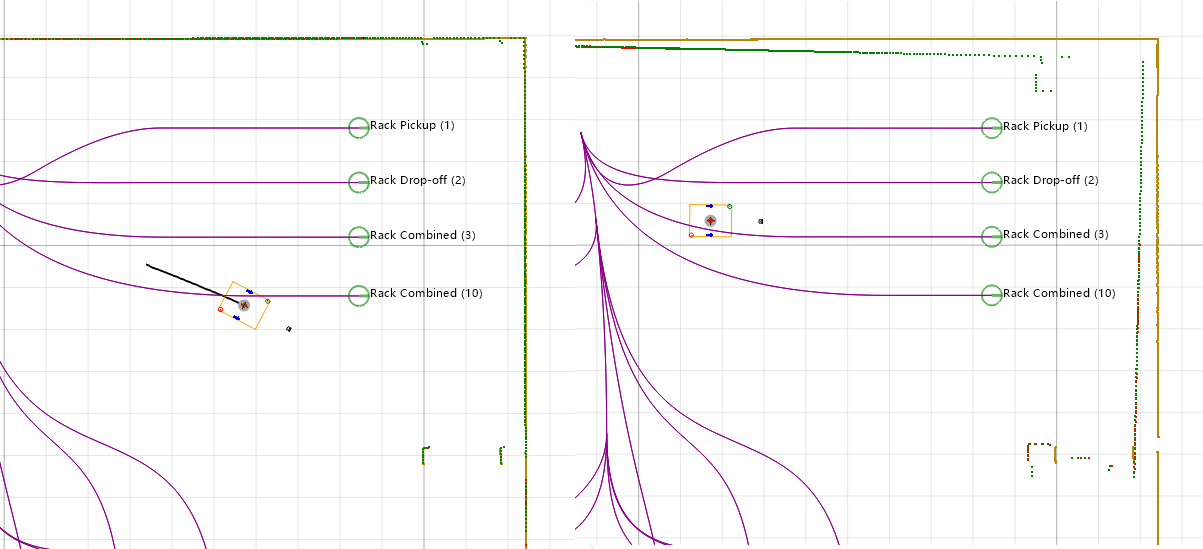 Rack Pickup (1)
Rack Drop-off (2)
Rack Combined (3)
Rack Combined (10)
Rack Pickup (1)
Rack Drop-off (2)
Rack Combined (3)
Rack Combined (10)